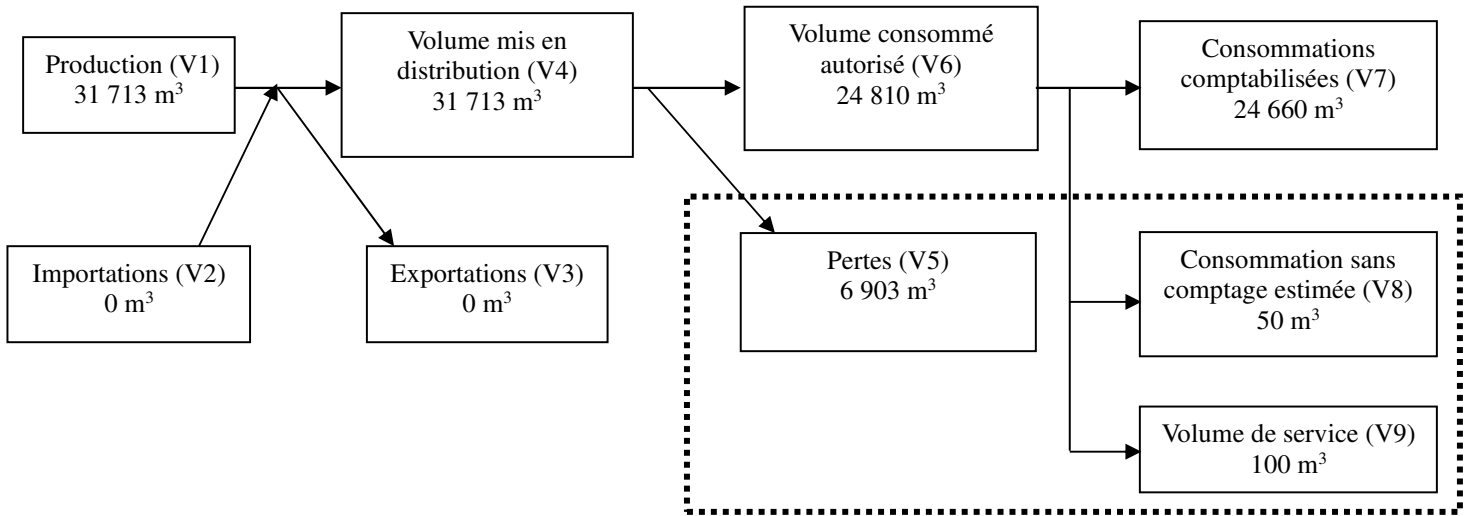 Production (V1)
31 713 m³
Volume mis en
distribution (V4)
31 713 m³
Volume consommé
autorisé (V6)
24 810 m³
Consommations
comptabilisées (V7)
24 660 m³
Importations (V2)
0 m³
Exportations (V3)
0 m³
Pertes (V5)
6 903 m³
Consommation sans
comptage estimée (V8)
50 m³
Volume de service (V9)
100 m³